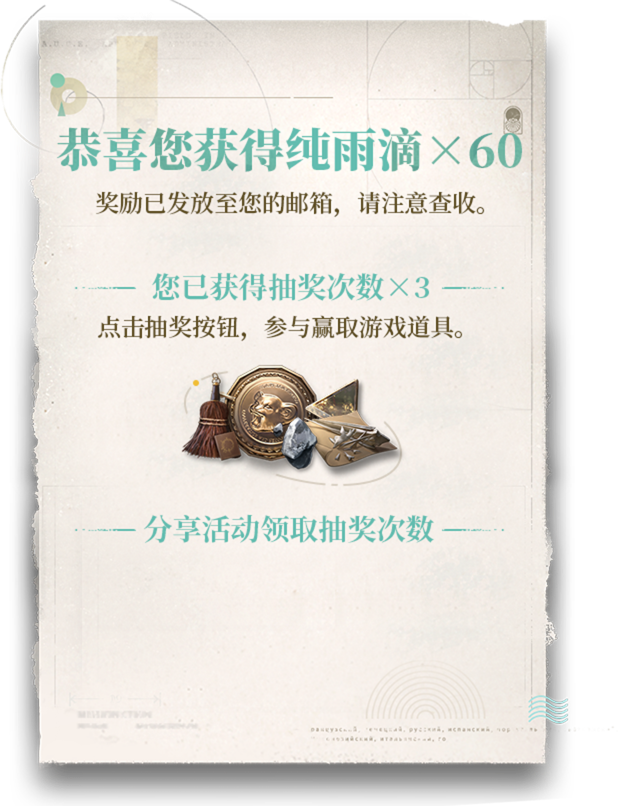 恭喜您获得纯雨滴×60
奖励已发放至您的邮箱，请注意查收。
您已获得抽奖次数×3
点击抽奖按钮，参与赢取游戏道具。
分享活动领取抽奖次数